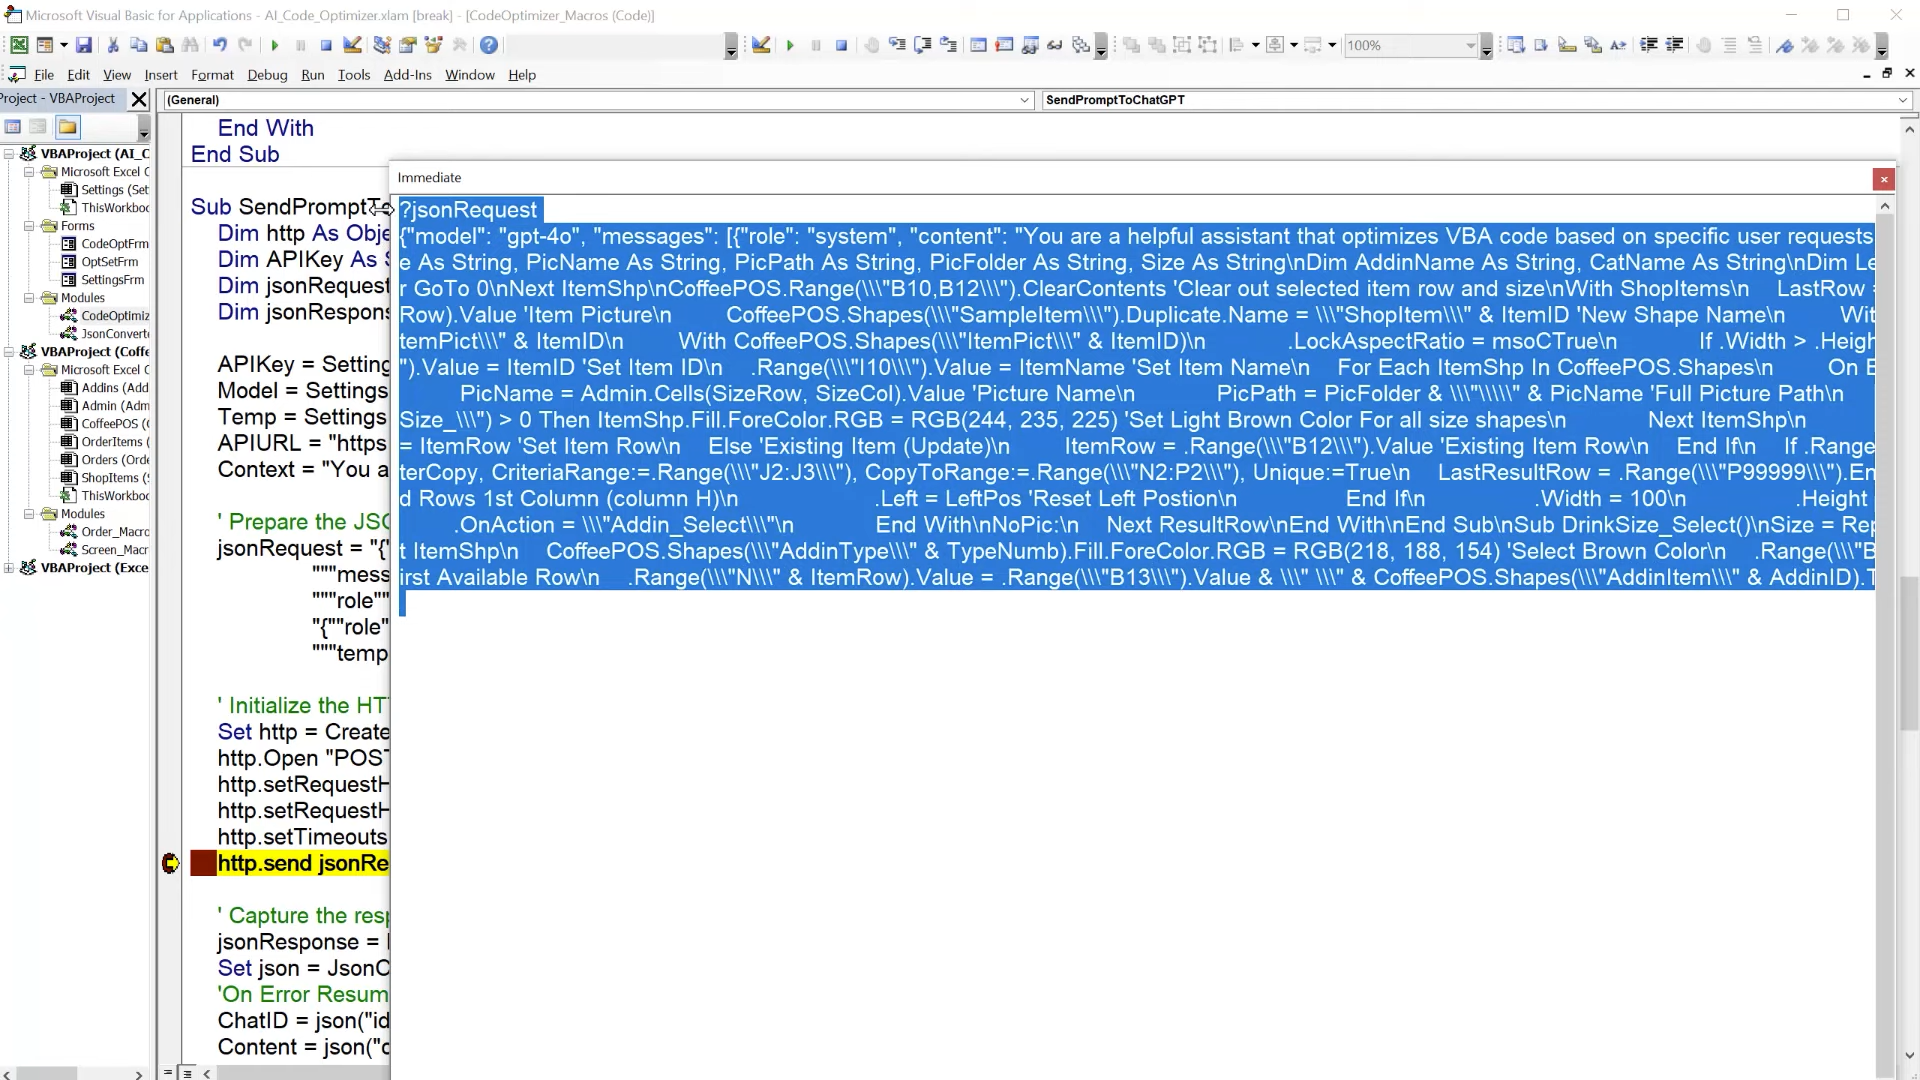 Microsoft Visual Basic for Applications - AI_Code_Optimizer.xlam [break] - [CodeOptimizer_Macros (Code)]
100%
File Edit View Insert Format Debug Run Tools Add-Ins Window Help
Project - VBAProject
(General)
SendPromptToChatGPT
VBAProject (AI_C
Microsoft Excel C
Settings (Set
ThisWorkboo
Forms
CodeOptFrm
OptSetFrm
SettingsFrm
Modules
CodeOptimiz
JsonConverte
VBAProject (Coffe
Microsoft Excel C
Addins (Add
Admin (Adm
CoffeePOS (C
OrderItems (
Orders (Orde
ShopItems (S
ThisWorkboo
Modules
Order_Macro
Screen_Macr
VBAProject (Exce
End With
End Sub
Sub SendPromptTo
Dim http As Obje
Dim APIKey As S
Dim jsonRequest
Dim jsonRespons
APIKey = Setting
Model = Settings
Temp = Settings
APIURL = "https
Context = "You a
' Prepare the JSO
jsonRequest = "{"
"""mess
"""role""
"{""role"
"""temp
' Initialize the HT
Set http = Create
http.Open "POST
http.setRequestH
http.setRequestH
http.setTimeouts
http.send jsonRe
' Capture the resp
jsonResponse =
Set json = JsonC
'On Error Resum
ChatID = json("id
Content = json("c
Immediate
?jsonRequest
{"model": "gpt-4o", "messages": [{"role": "system", "content": "You are a helpful assistant that optimizes VBA code based on specific user requests
e As String, PicName As String, PicPath As String, PicFolder As String, Size As String\nDim AddinName As String, CatName As String\nDim Le
r GoTo 0\nNext ItemShp\nCoffeePOS.Range(\\\"B10,B12\\\").ClearContents 'Clear out selected item row and size\nWith ShopItems\n LastRow =
Row).Value 'Item Picture\n CoffeePOS.Shapes(\\\"SampleItem\\\").Duplicate.Name = \\\"ShopItem\\\" & ItemID 'New Shape Name\n Wit
temPict\\\" & ItemID\n With CoffeePOS.Shapes(\\\"ItemPict\\\" & ItemID)\n .LockAspectRatio = msoCTrue\n If .Width > .Heigh
").Value = ItemID 'Set Item ID\n .Range(\\\"I10\\\").Value = ItemName 'Set Item Name\n For Each ItemShp In CoffeePOS.Shapes\n On E
PicName = Admin.Cells(SizeRow, SizeCol).Value 'Picture Name\n PicPath = PicFolder & \\\"\\\\\" & PicName 'Full Picture Path\n
Size_\\\") > 0 Then ItemShp.Fill.ForeColor.RGB = RGB(244, 235, 225) 'Set Light Brown Color For all size shapes\n Next ItemShp\n
= ItemRow 'Set Item Row\n Else 'Existing Item (Update)\n ItemRow = .Range(\\\"B12\\\").Value 'Existing Item Row\n End If\n If .Range
terCopy, CriteriaRange:=.Range(\\\"J2:J3\\\"), CopyToRange:=.Range(\\\"N2:P2\\\"), Unique:=True\n LastResultRow = .Range(\\\"P99999\\\").En
d Rows 1st Column (column H)\n .Left = LeftPos 'Reset Left Postion\n End If\n .Width = 100\n .Height
.OnAction = \\\"Addin_Select\\\"\n End With\nNoPic:\n Next ResultRow\nEnd With\nEnd Sub\nSub DrinkSize_Select()\nSize = Rep
t ItemShp\n CoffeePOS.Shapes(\\\"AddinType\\\" & TypeNumb).Fill.ForeColor.RGB = RGB(218, 188, 154) 'Select Brown Color\n .Range(\\\"B
irst Available Row\n .Range(\\\"N\\\" & ItemRow).Value = .Range(\\\"B13\\\").Value & \\\" \\\" & CoffeePOS.Shapes(\\\"AddinItem\\\" & AddinID).T